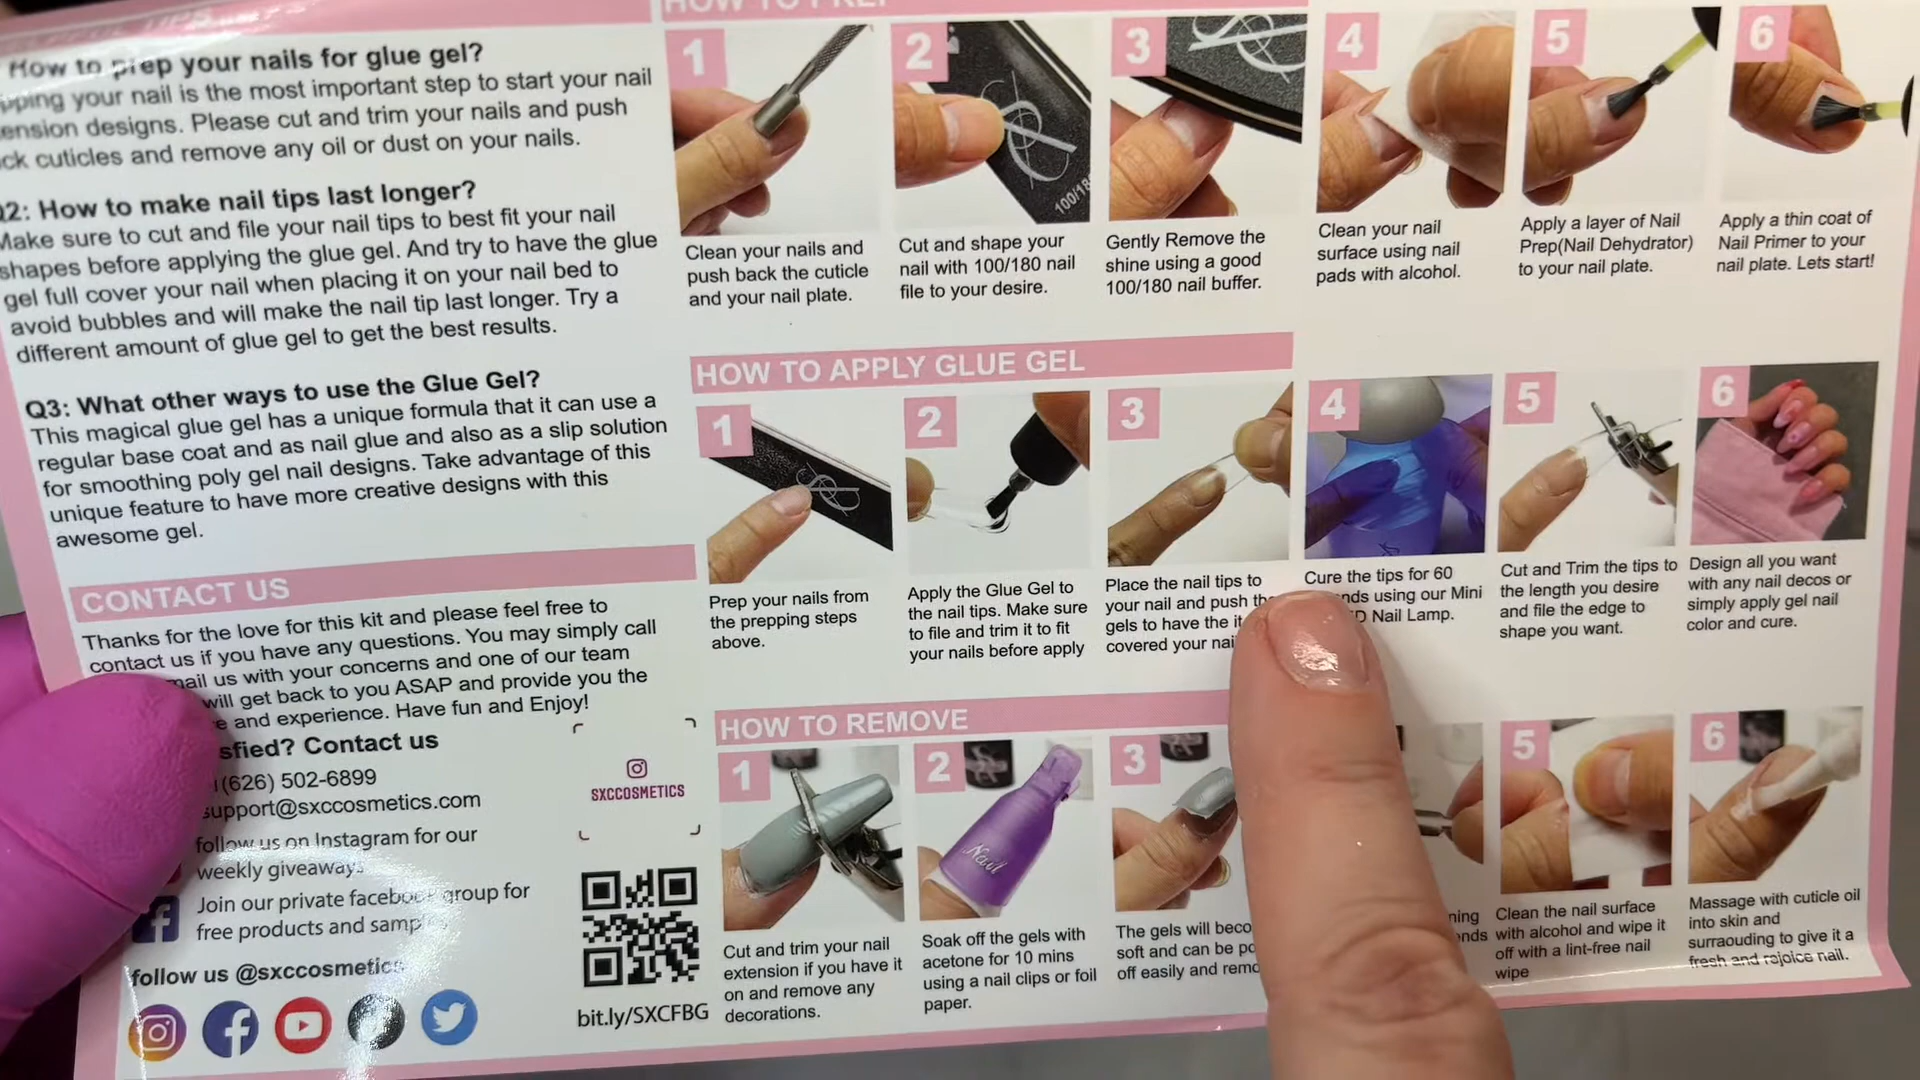 How to prep your nails for glue gel?
your nail is the most important step to start your nail
designs. Please cut and trim your nails and push
cuticles and remove any oil or dust on your nails.
How to make nail tips last longer?
Make sure to cut and file your nail tips to best fit your nail
shapes before applying the glue gel. And try to have the glue
gel full cover your nail when placing it on your nail bed to
avoid bubbles and will make the nail tip last longer. Try a
different amount of glue gel to get the best results.
Q3: What other ways to use the Glue Gel?
This magical glue gel has a unique formula that it can use a
regular base coat and as nail glue and also as a slip solution
for smoothing poly gel nail designs. Take advantage of this
unique feature to have more creative designs with this
awesome gel.
CONTACT US
Thanks for the love for this kit and please feel free to
contact us if you have any questions. You may simply call
us with your concerns and one of our team
will get back to you ASAP and provide you the
and experience. Have fun and Enjoy!
Contact us
(626) 502-6899
support@sxccosmetics.com
follow us on Instagram for our
weekly giveaways
Join our private facebook group for
free products and
follow us @sxccosmetics
SXCCOSMETICS
bit.ly/SXCFBG
HOW TO PREP
1
Clean your nails and
push back the cuticle
and your nail plate.
2
100/180
Cut and shape your
nail with 100/180 nail
file to your desire.
3
Gently Remove the
shine using a good
100/180 nail buffer.
4
Clean your nail
surface using nail
pads with alcohol.
5
Apply a layer of Nail
Prep(Nail Dehydrator)
to your nail plate.
6
Apply a thin coat of
Nail Primer to your
nail plate. Lets start!
HOW TO APPLY GLUE GEL
1
Prep your nails from
the prepping steps
above.
2
Apply the Glue Gel to
the nail tips. Make sure
to file and trim it to fit
your nails before apply
3
Place the nail tips to
your nail and push the
gels to have the it
covered your
4
Cure the tips for 60
using our Mini
Nail Lamp.
5
Cut and Trim the tips to
the length you desire
and file the edge to
shape you want.
6
Design all you want
with any nail decos or
simply apply gel nail
color and cure.
HOW TO REMOVE
1
Cut and trim your nail
extension if you have it
on and remove any
decorations.
2
Nail
Soak off the gels with
acetone for 10 mins
using a nail clips or foil
paper.
3
The gels will
soft and can be
off easily and
5
Clean the nail surface
with alcohol and wipe it
off with a lint-free nail
wipe
6
Massage with cuticle oil
into skin and
surraouding to give it a
fresh and rejoice nail.